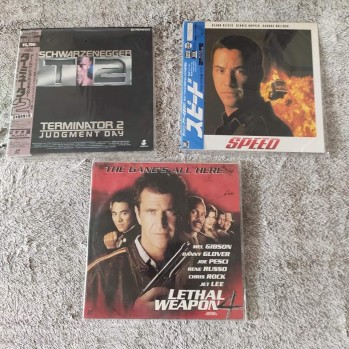 SCHWARZENEGGER
T2
TERMINATOR 2
JUDGMENT DAY
ターミネーター2
PIONEER
KEANU REEVES DENNIS HOPPER SANDRA BULLOCK
スピード
SPEED
THE GANG'S ALL HERE
MEL GIBSON
DANNY GLOVER
JOE PESCI
RENE RUSSO
CHRIS ROCK
JET LI
LETHAL
WEAPON 4